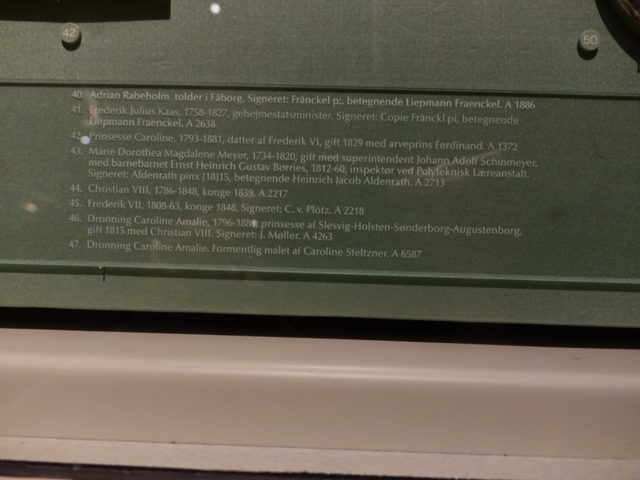 42
50
40. Adrian Rabeholm, tolder i Fåborg. Signeret: Fränckel p:, betegnende Liepmann Fraenckel. A 1886
41. Frederik Julius Kaas, 1758-1827, gehejmestatsminister. Signeret: Copie Fränckl pi, betegnende
Liepmann Fraenckel. A 2638
42. Prinsesse Caroline, 1793-1881, datter af Frederik VI, gift 1829 med arveprins Ferdinand. A 1372
43. Marie Dorothea Magdalene Meyer, 1734-1820, gift med superintendent Johann Adolf Schinmeyer,
med barnebarnet Ernst Heinrich Gustav Borries, 1812-60, inspektør ved Polyfeknisk Læreanstalt.
Signeret: Aldenrath pinx [18]15, betegnende Heinrich Jacob Aldenrath. A 2713
44. Christian VIII, 1786-1848, konge 1839. A 2217
45. Frederik VII, 1808-63, konge 1848. Signeret: C. v. Plötz. A 2218
46. Dronning Caroline Amalie, prinsesse af Slesvig-Holsten-Sønderborg-Augustenborg,
gift 1815 med Christian VIII. Signeret: J. Møller. A 4263
47. Dronning Caroline Amalie. Formentlig malet af Caroline Steltzner. A 6587